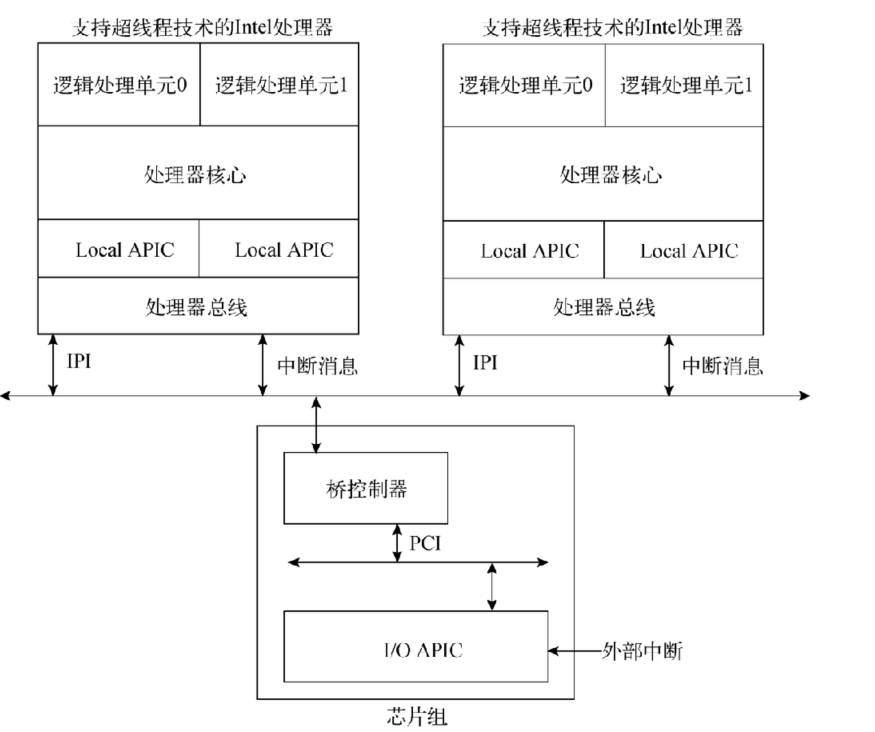 支持超线程技术的Intel处理器
支持超线程技术的Intel处理器
逻辑处理单元0
逻辑处理单元1
逻辑处理单元0
逻辑处理单元1
处理器核心
处理器核心
Local APIC
Local APIC
Local APIC
Local APIC
处理器总线
处理器总线
IPI
中断消息
IPI
中断消息
桥控制器
PCI
I/O APIC
外部中断
芯片组